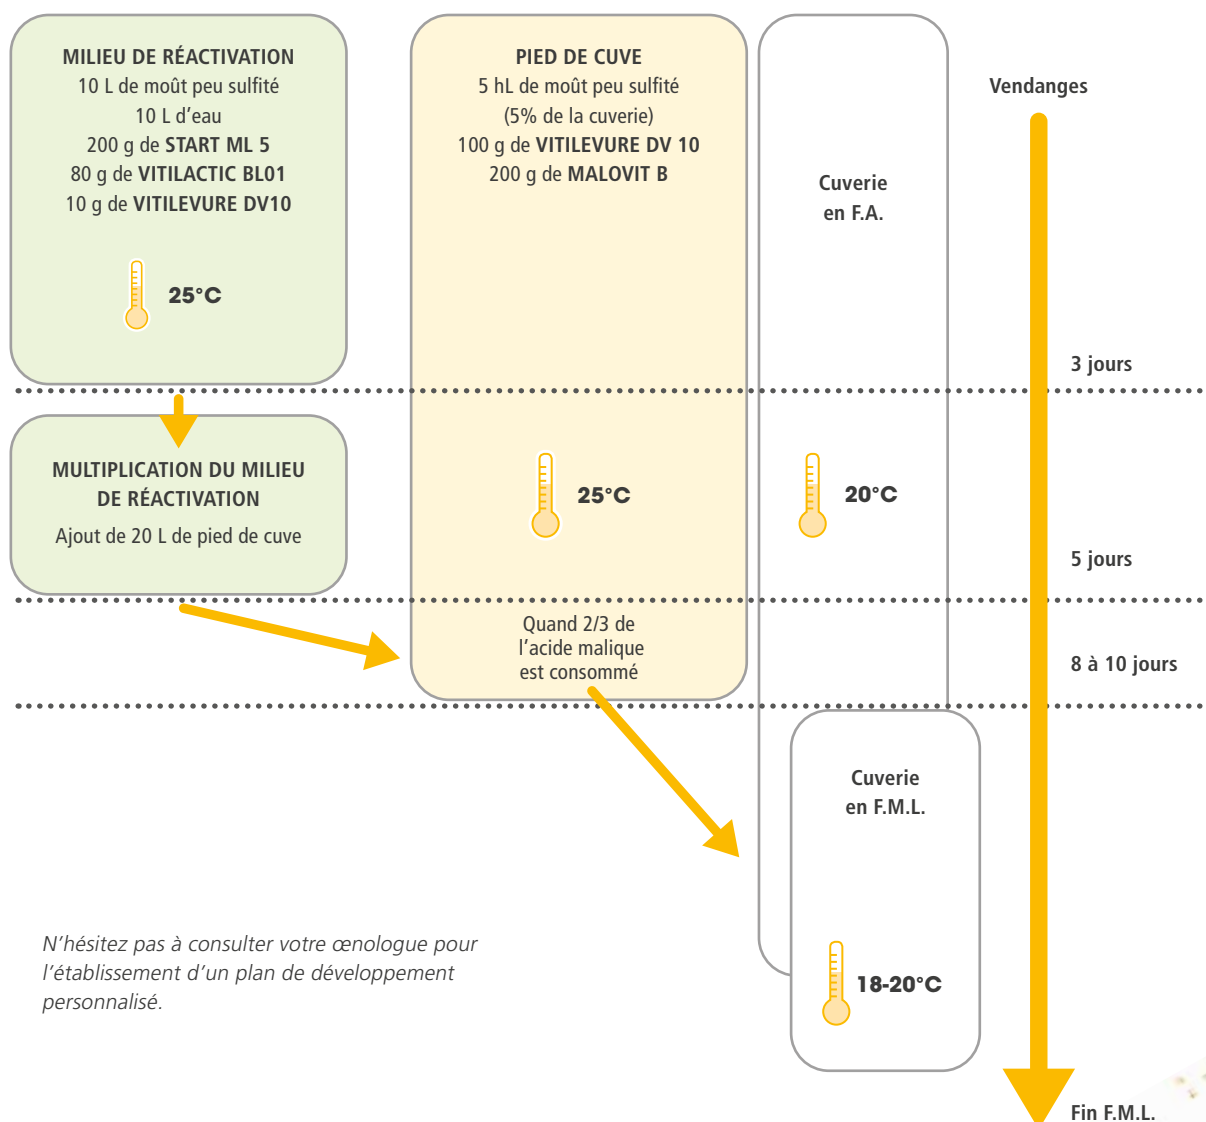 MILIEU DE RÉACTIVATION
10 L de moût peu sulfité
10 L d’eau
200 g de START ML 5
80 g de VITILACTIC BL01
10 g de VITILEVURE DV10
25°C
MULTIPLICATION DU MILIEU
DE RÉACTIVATION
Ajout de 20 L de pied de cuve
PIED DE CUVE
5 hL de moût peu sulfité
(5% de la cuverie)
100 g de VITILEVURE DV 10
200 g de MALOVIT B
25°C
Quand 2/3 de
l’acide malique
est consommé
Cuverie
en F.A.
20°C
Cuverie
en F.M.L.
18-20°C
Vendanges
3 jours
5 jours
8 à 10 jours
Fin F.M.L.
N’hésitez pas à consulter votre œnologue pour
l’établissement d’un plan de développement
personnalisé.